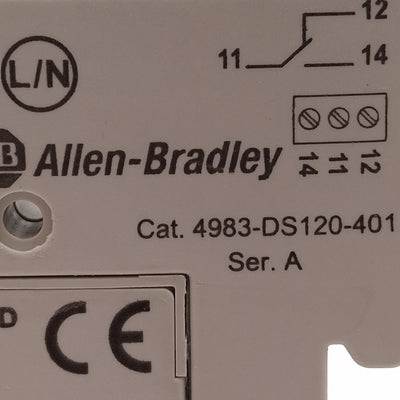 12
L/N
11 14
Allen-Bradley
14 11 12
Cat. 4983-DS120-401
Ser. A
D
CE